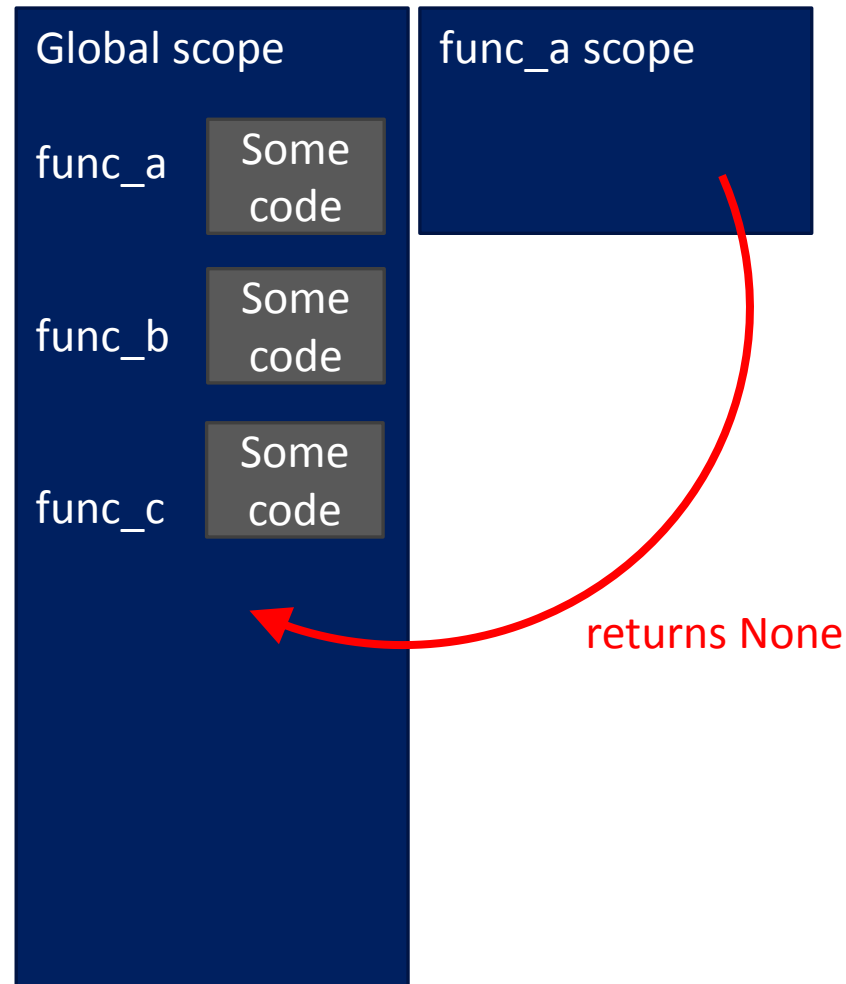 Global scope
func_a scope
func_a
Some
code
func_b
Some
code
func_c
Some
code
returns None